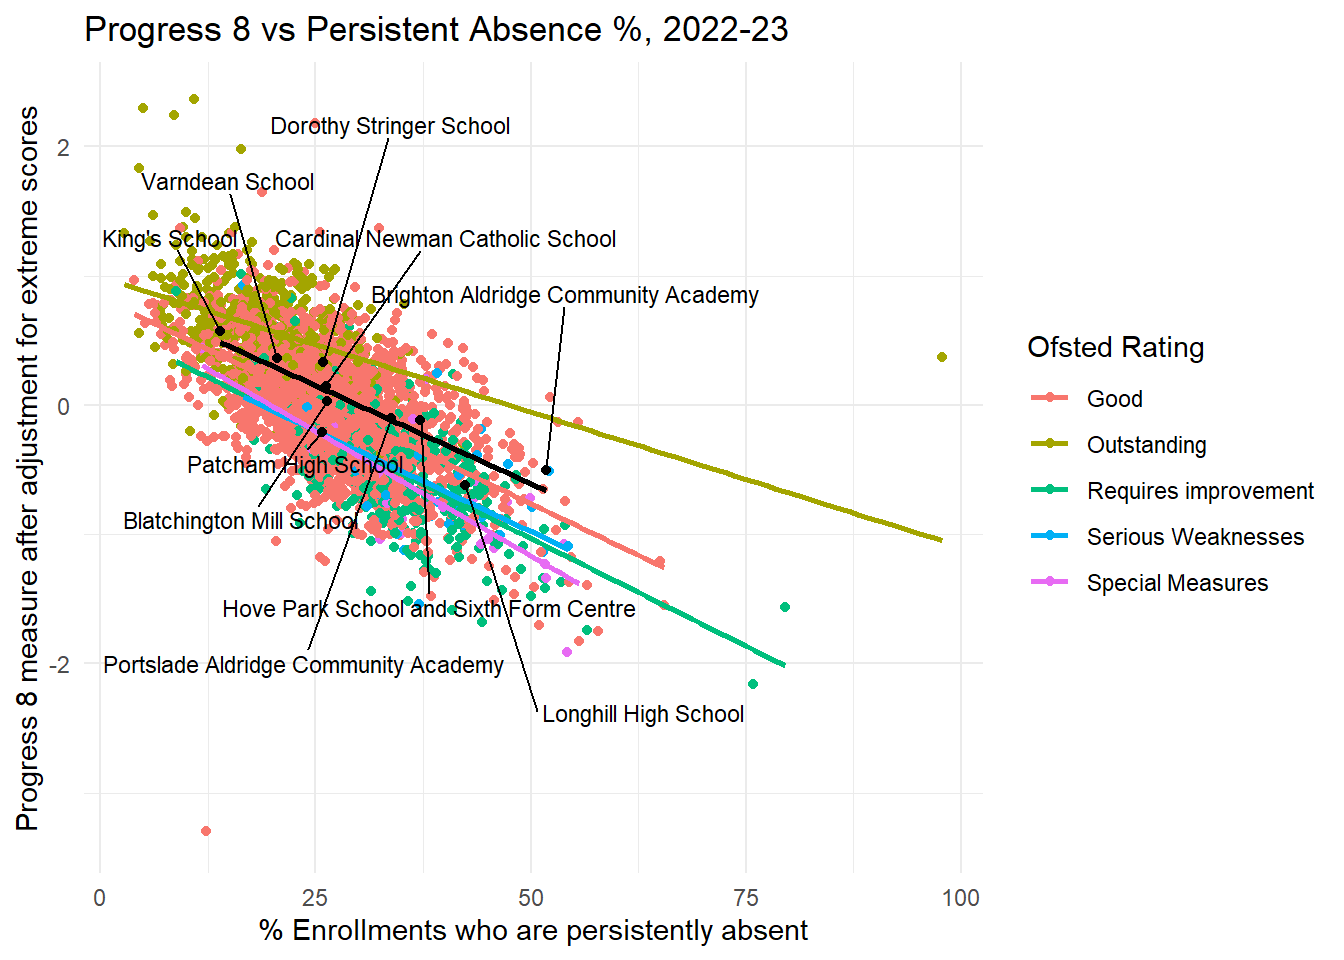 Progress 8 vs Persistent Absence %, 2022-23
Progress 8 measure after adjustment for extreme scores
2
0
-2
Dorothy Stringer School
Varndean School
King's School
Cardinal Newman Catholic School
Brighton Aldridge Community Academy
Patcham High School
Blatchington Mill School
Hove Park School and Sixth Form Centre
Portslade Aldridge Community Academy
Longhill High School
0
25
50
75
100
% Enrollments who are persistently absent
Ofsted Rating
Good
Outstanding
Requires improvement
Serious Weaknesses
Special Measures